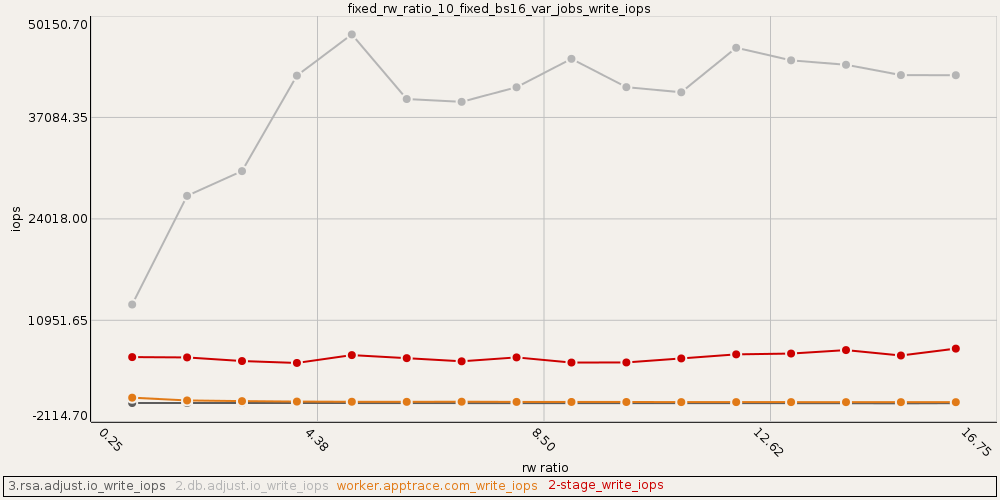 fixed_rw_ratio_10_fixed_bs16_var_jobs_write_iops
50150.70
37084.35
24018.00
10951.65
-2114.70
iops
0.25
4.38
8.50
12.62
16.75
rw ratio
3.rsa.adjust.io_write_iops 2.db.adjust.io_write_iops worker.apptrace.com_write_iops 2-stage_write_iops